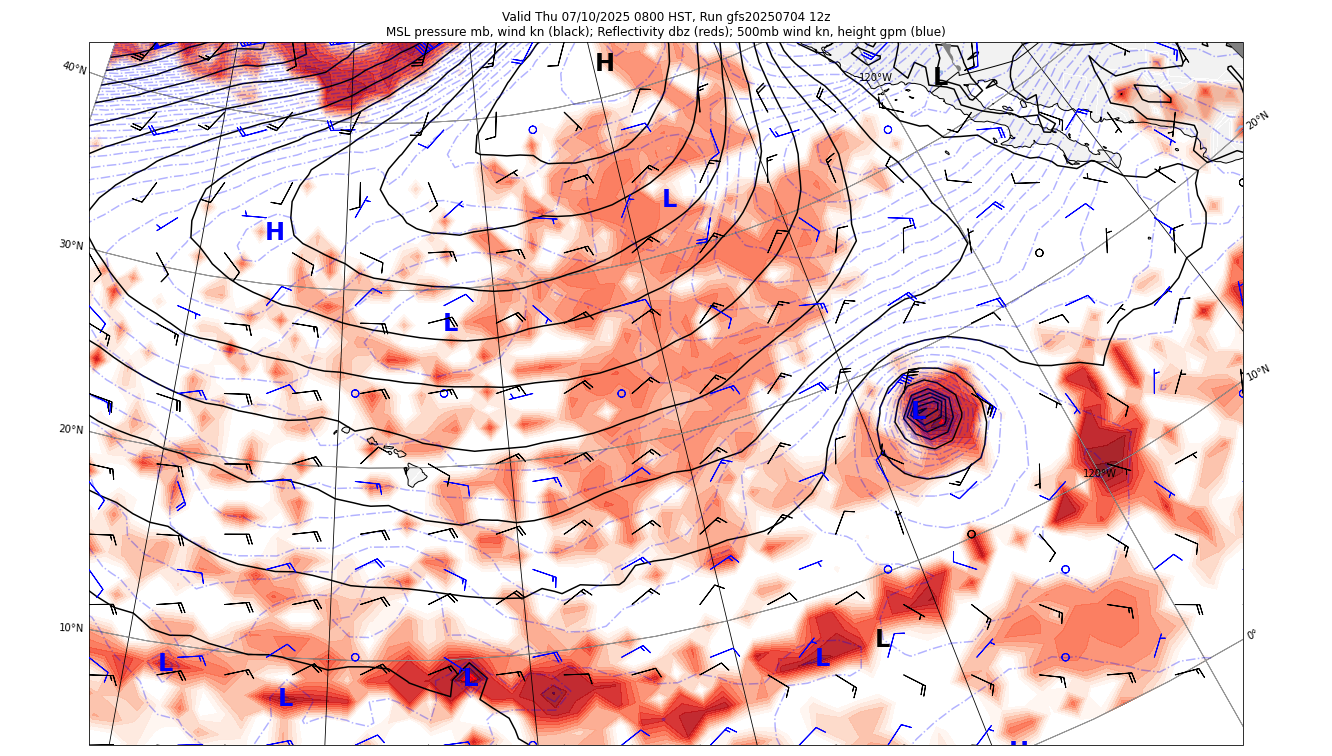 Valid Thu 07/10/2025 0800 HST, Run gfs20250704 12z
MSL pressure mb, wind kn (black); Reflectivity dbz (reds); 500mb wind kn, height gpm (blue)
H
40°N
120°W
L
20°N
L
H
30°N
L
10°N
L
20°N
120°W
10°N
0°
L
L
L
L
L
H